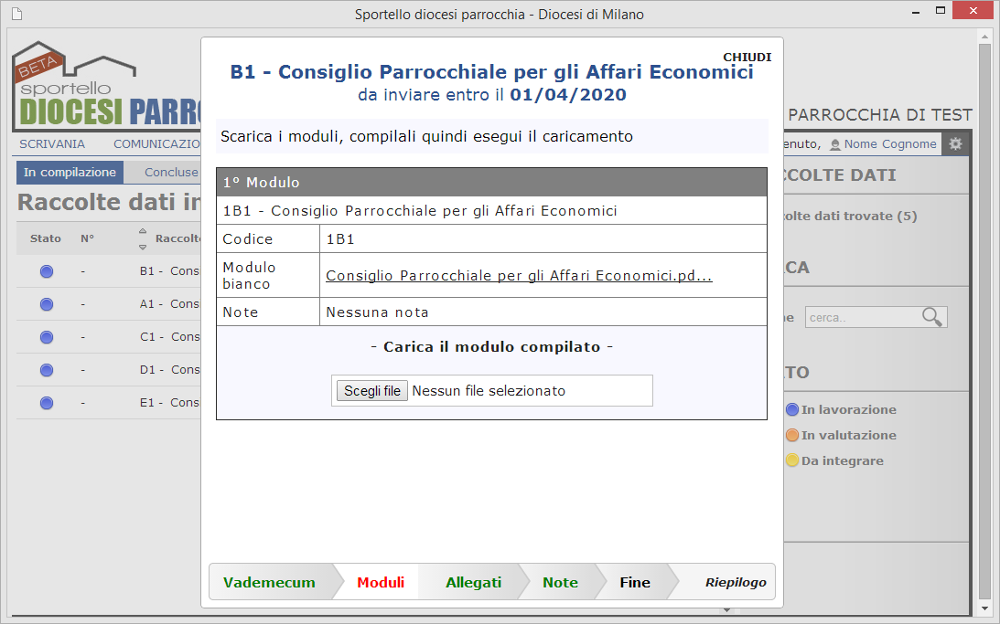 Sportello diocesi parrocchia - Diocesi di Milano
BETA
sportello
DIOCESI PARRO
PARROCCHIA DI TEST
SCRIVANIA COMUNICAZIO
enuto, Nome Cognome
In compilazione Concluse
Raccolte dati in
Stato N° Raccolt
- B1 - Cons
- A1 - Cons
- C1 - Cons
- D1 - Cons
- E1 - Cons
CHIUDI
B1 - Consiglio Parrocchiale per gli Affari Economici
da inviare entro il 01/04/2020
Scarica i moduli, compilali quindi esegui il caricamento
1° Modulo
1B1 - Consiglio Parrocchiale per gli Affari Economici
Codice 1B1
Modulo
bianco
Consiglio Parrocchiale per gli Affari Economici.pd...
Note Nessuna nota
- Carica il modulo compilato -
Scegli file Nessun file selezionato
Vademecum Moduli Allegati Note Fine Riepilogo
CCOLTE DATI
olte dati trovate (5)
CA
ne cerca..
TO
In lavorazione
In valutazione
Da integrare